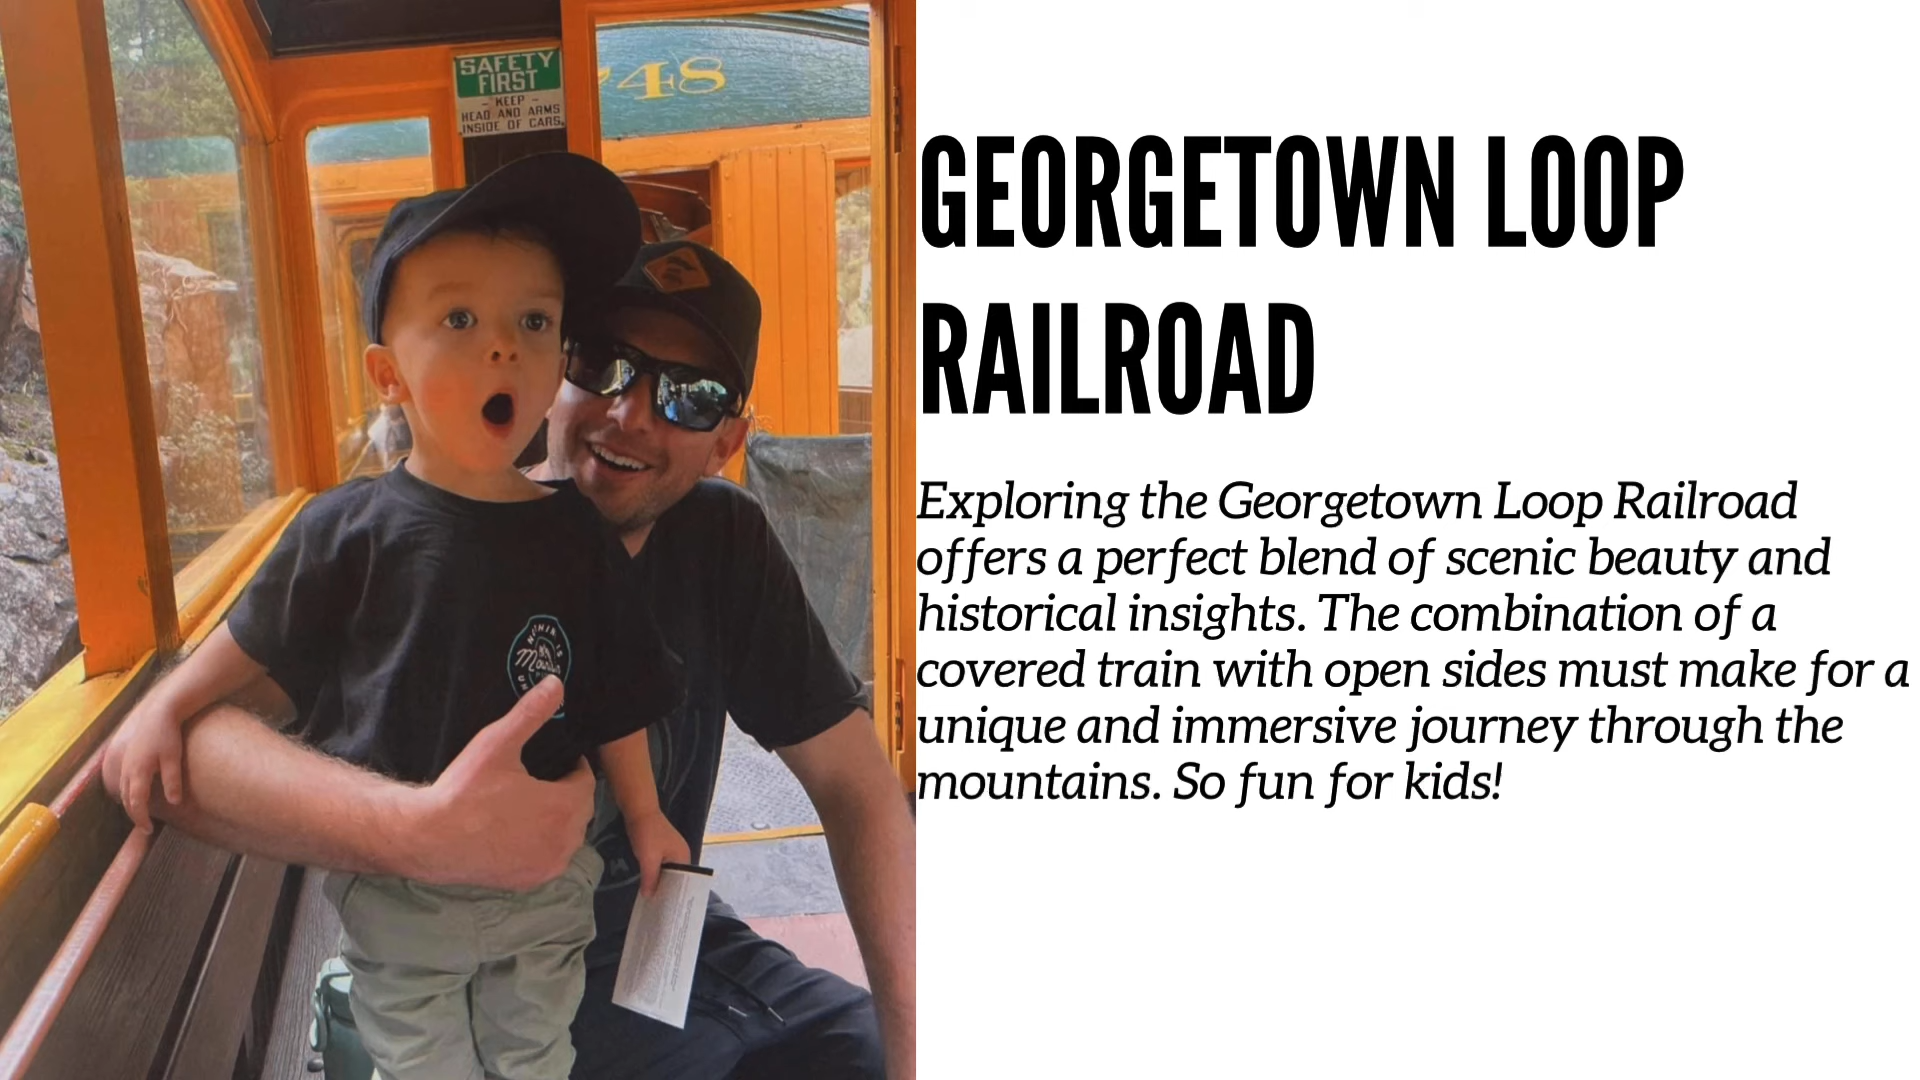 SAFETY
FIRST
- KEEP -
HEAD AND ARMS
INSIDE OF CARS.
748
GEORGETOWN LOOP
RAILROAD
Exploring the Georgetown Loop Railroad
offers a perfect blend of scenic beauty and
historical insights. The combination of a
covered train with open sides must make for a
unique and immersive journey through the
mountains. So fun for kids!